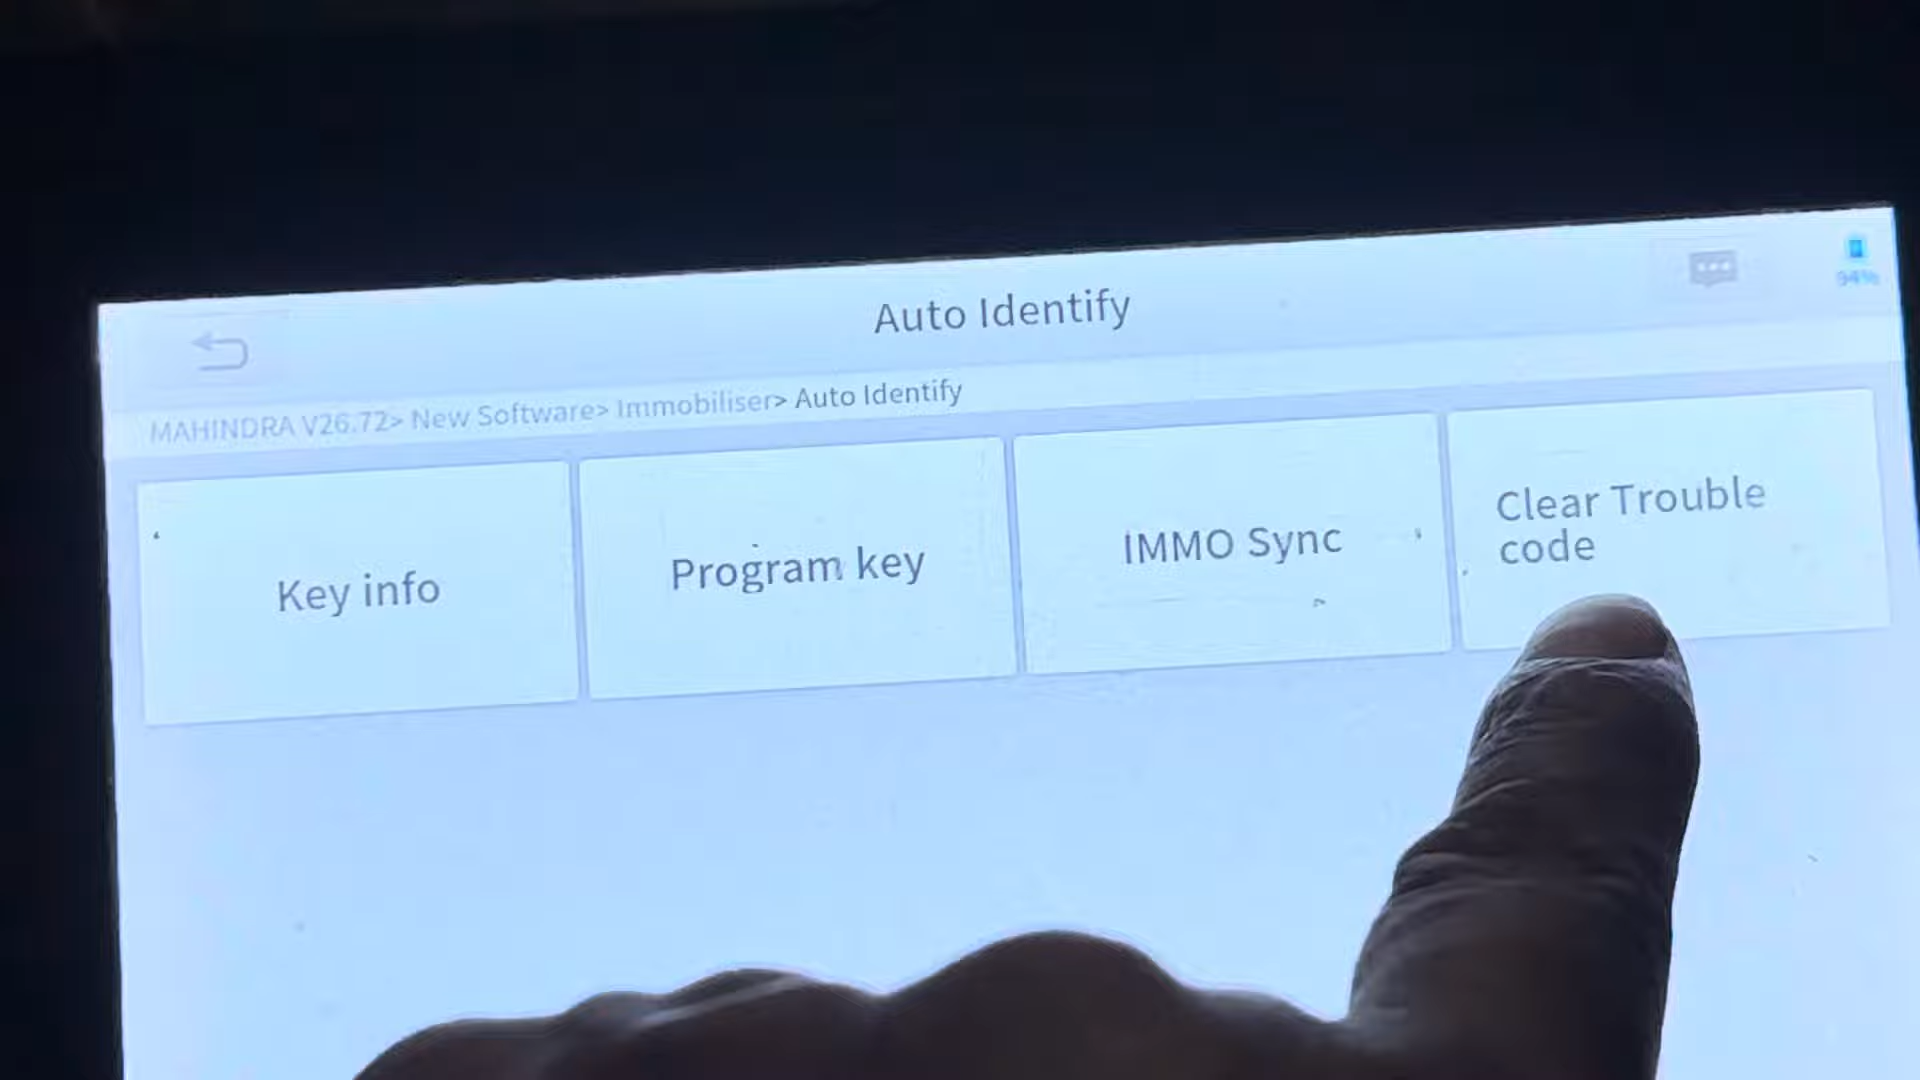 Auto Identify
94%
MAHINDRA V26.72> New Software> Immobiliser> Auto Identify
Key info
Program key
IMMO Sync
Clear Trouble
code